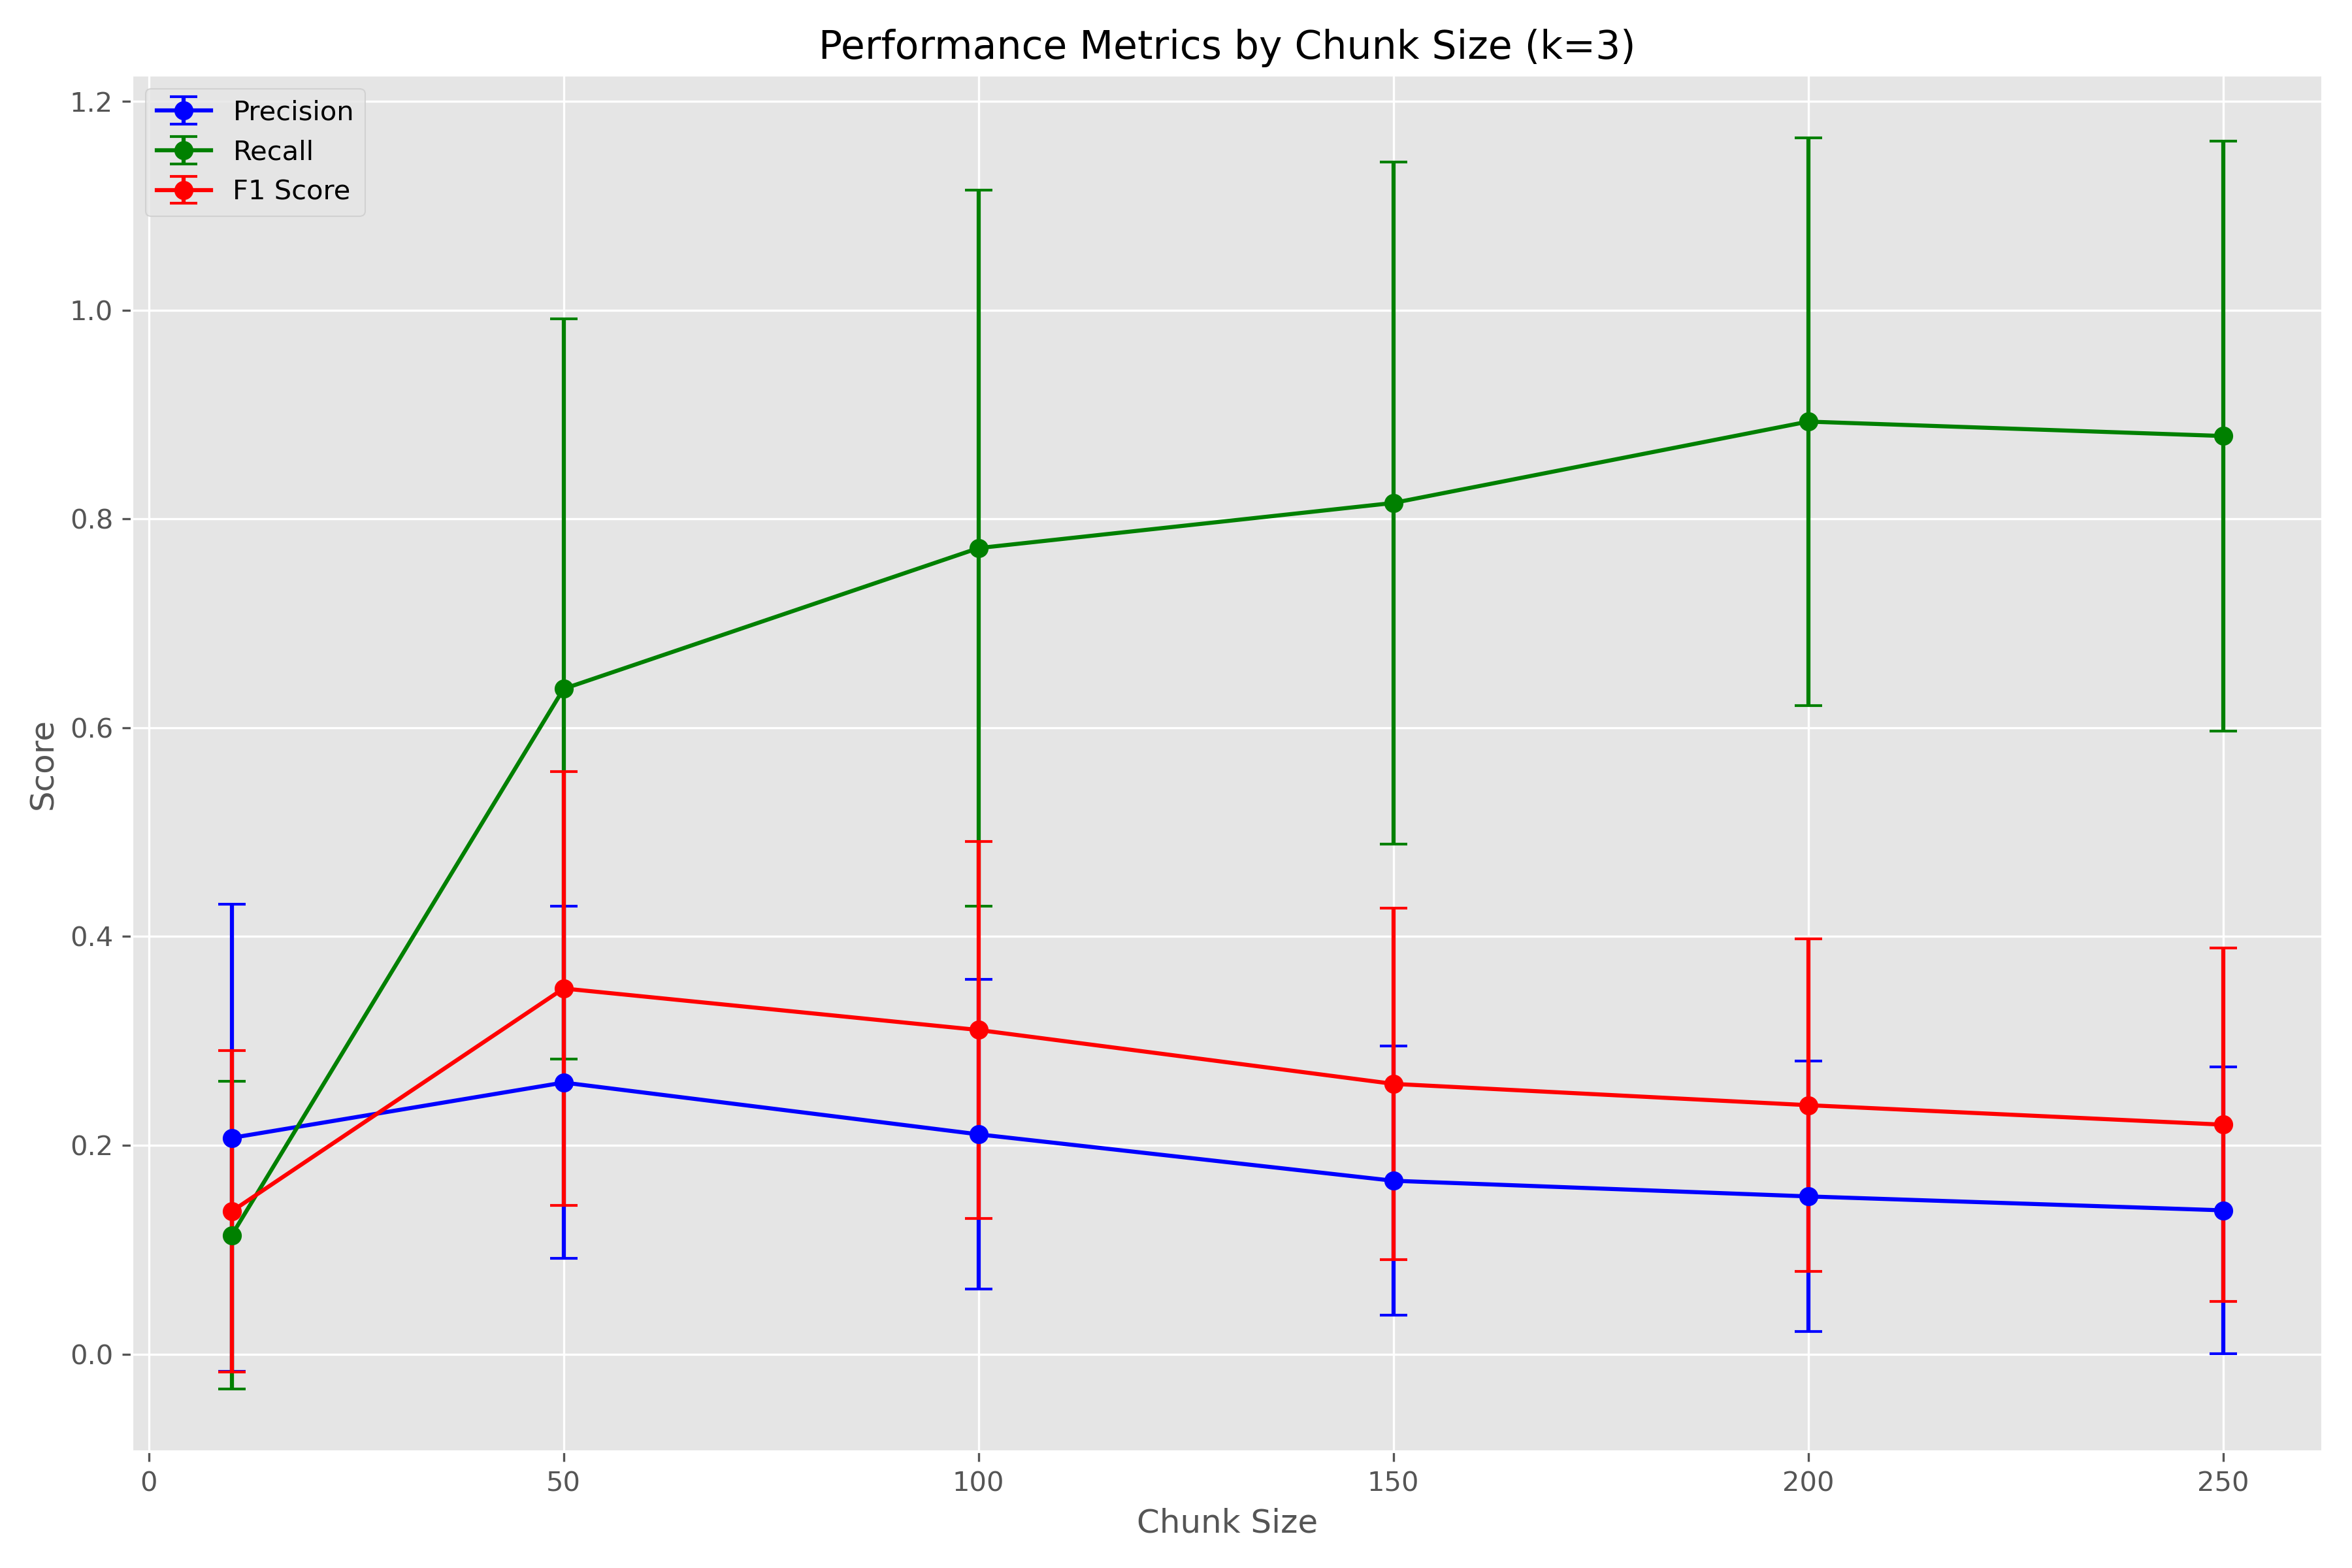 Performance Metrics by Chunk Size (k=3)
Precision
Recall
F1 Score
1.2
1.0
0.8
0.6
0.4
0.2
0.0
Score
0
50
100
150
200
250
Chunk Size